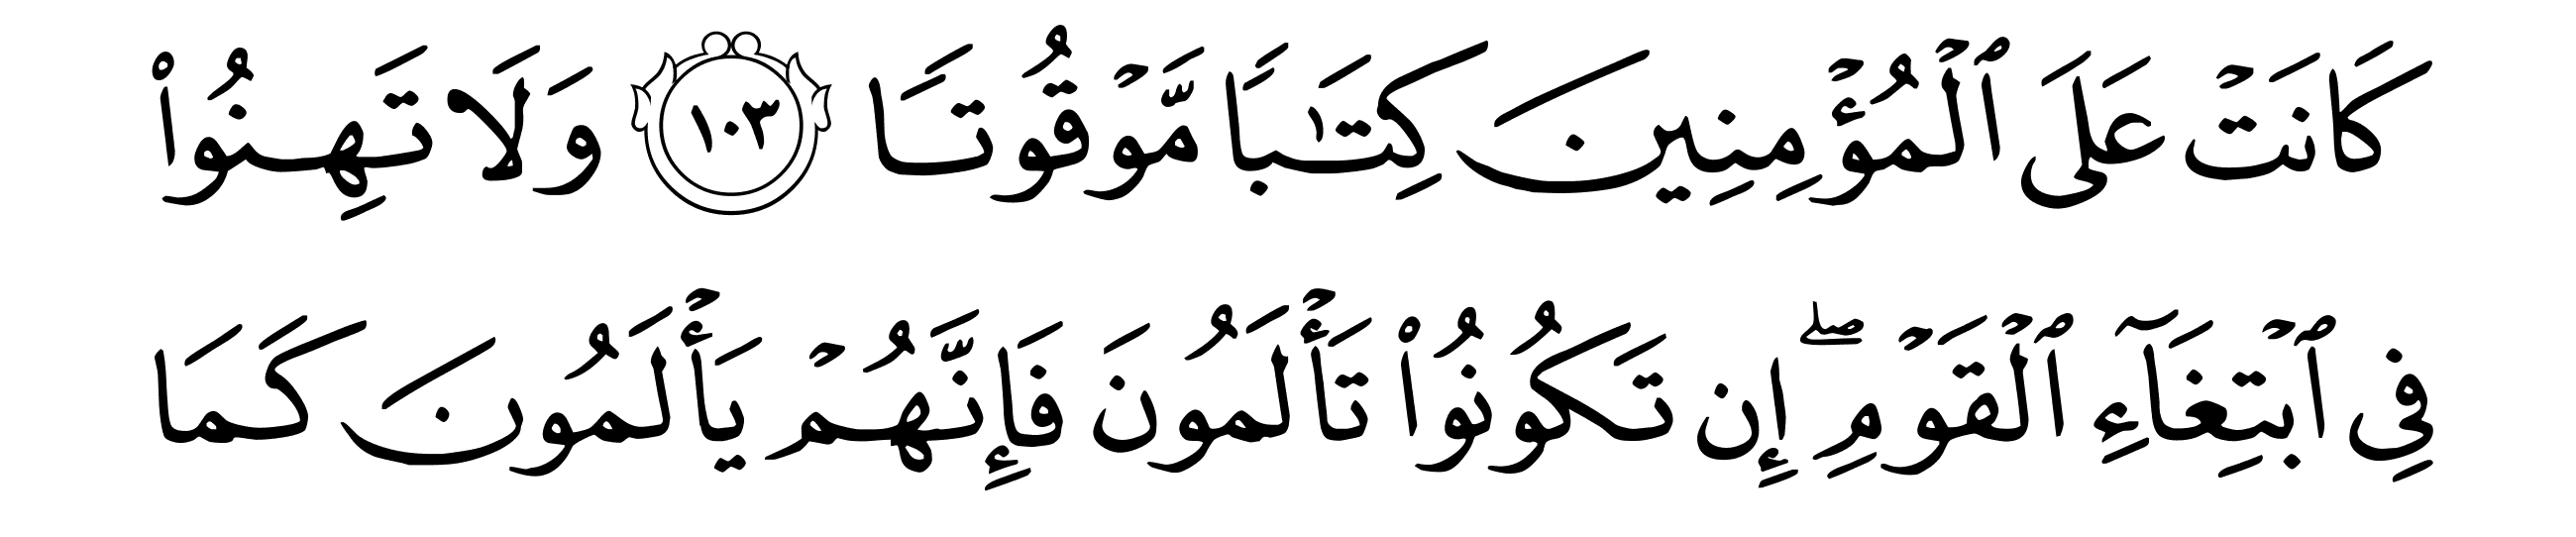 كَانَتْ عَلَى ٱلْمُؤْمِنِينَ كِتَٰبًا مَّوْقُوتًا ١٠٣ وَلَا تَهِنُوا۟
فِى ٱبْتِغَآءِ ٱلْقَوْمِ ۖ إِن تَكُونُوا۟ تَأْلَمُونَ فَإِنَّهُمْ يَأْلَمُونَ كَمَا